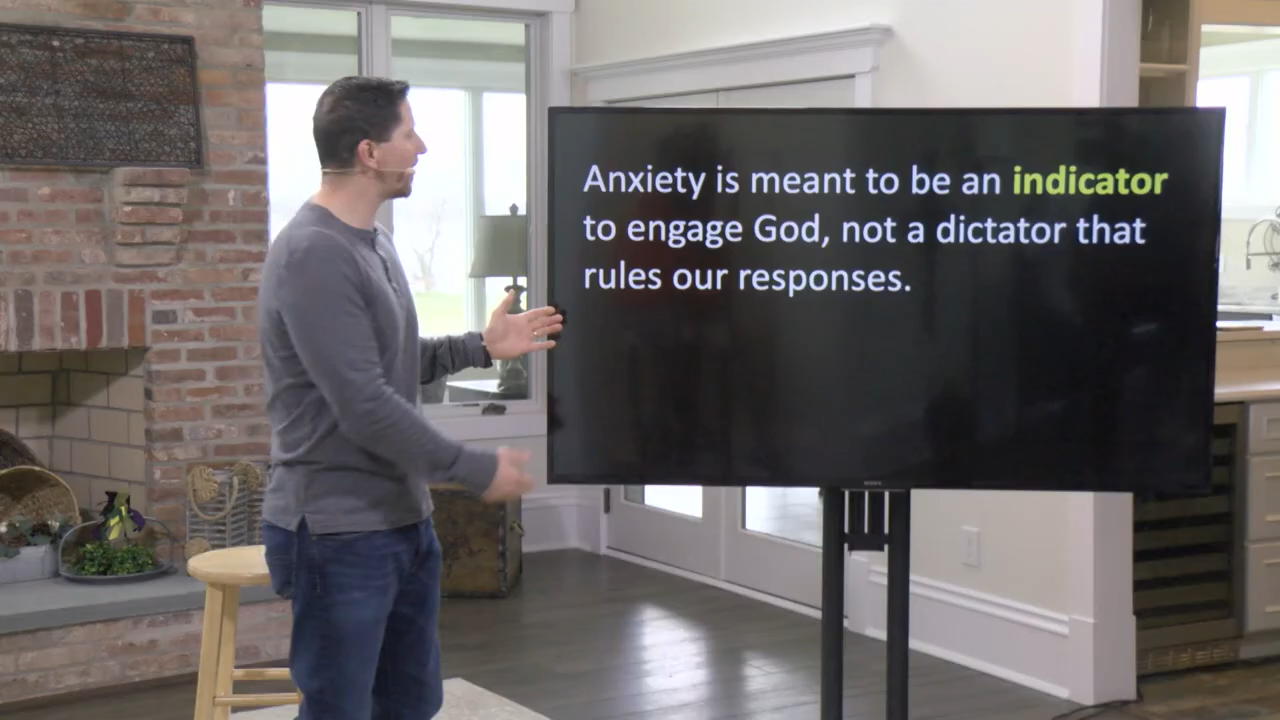 Anxiety is meant to be an indicator
to engage God, not a dictator that
rules our responses.